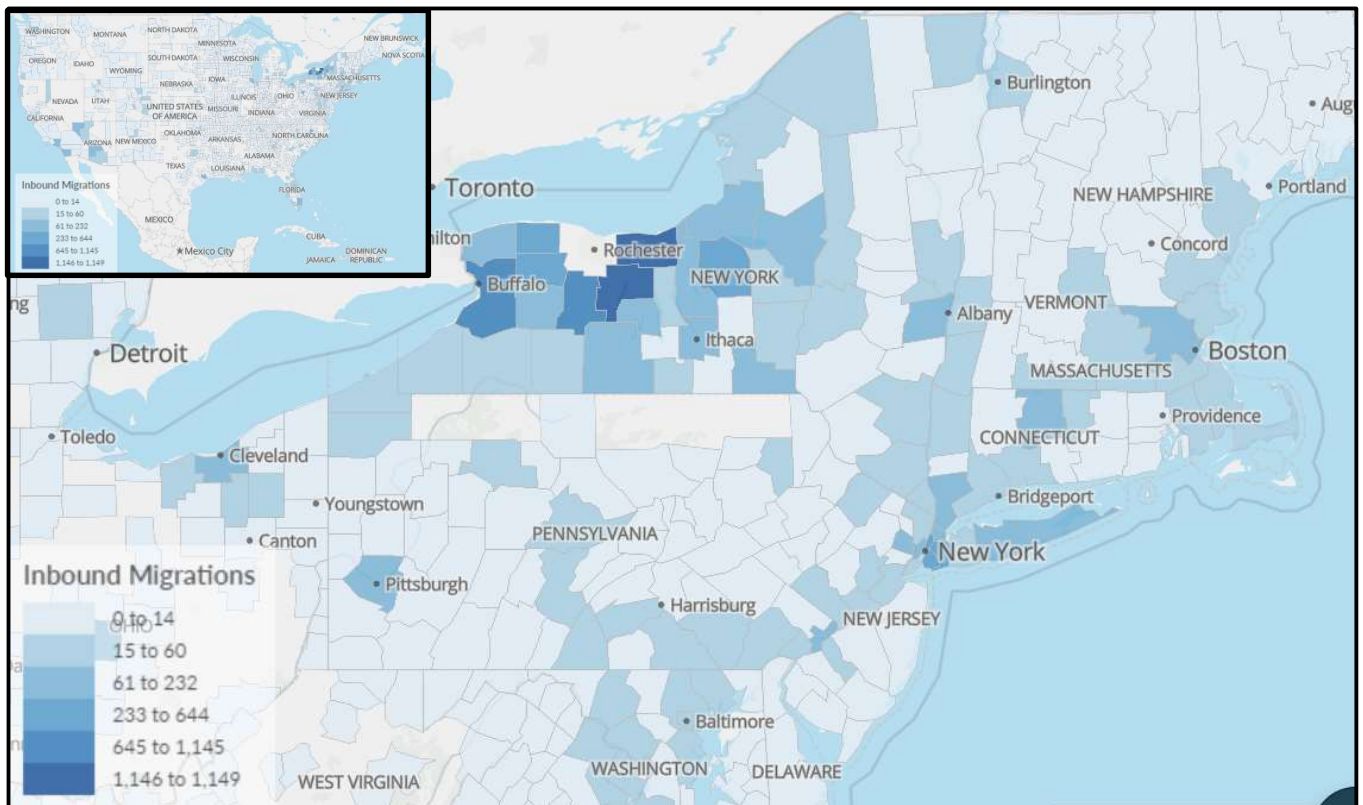 WASHINGTON
MONTANA
NORTH DAKOTA
MINNESOTA
NEW BRUNSWICK
NOVA SCOTIA
OREGON
IDAHO
SOUTH DAKOTA
WISCONSIN
WYOMING
MASSACHUSETTS
NEBRASKA
IOWA
NEVADA
UTAH
ILLINOIS
OHIO
NEW JERSEY
UNITED STATES
OF AMERICA
MISSOURI
INDIANA
VIRGINIA
CALIFORNIA
OKLAHOMA
ARKANSAS
NORTH CAROLINA
ARIZONA
NEW MEXICO
ALABAMA
TEXAS
LOUISIANA
Inbound Migrations
0 to 14
15 to 60
61 to 232
233 to 644
645 to 1,145
1,146 to 1,149
FLORIDA
MEXICO
Mexico City
CUBA
JAMAICA
DOMINICAN
REPUBLIC
Burlington
Aug
Toronto
NEW HAMPSHIRE
Portland
milton
Rochester
Concord
Buffalo
NEW YORK
ng
Albany
VERMONT
Detroit
Ithaca
Boston
MASSACHUSETTS
Providence
Toledo
Cleveland
CONNECTICUT
Youngstown
Bridgeport
Canton
PENNSYLVANIA
New York
Pittsburgh
Harrisburg
NEW JERSEY
Inbound Migrations
0 to 14
OHIO
15 to 60
61 to 232
233 to 644
645 to 1,145
1,146 to 1,149
Baltimore
WASHINGTON
DELAWARE
WEST VIRGINIA